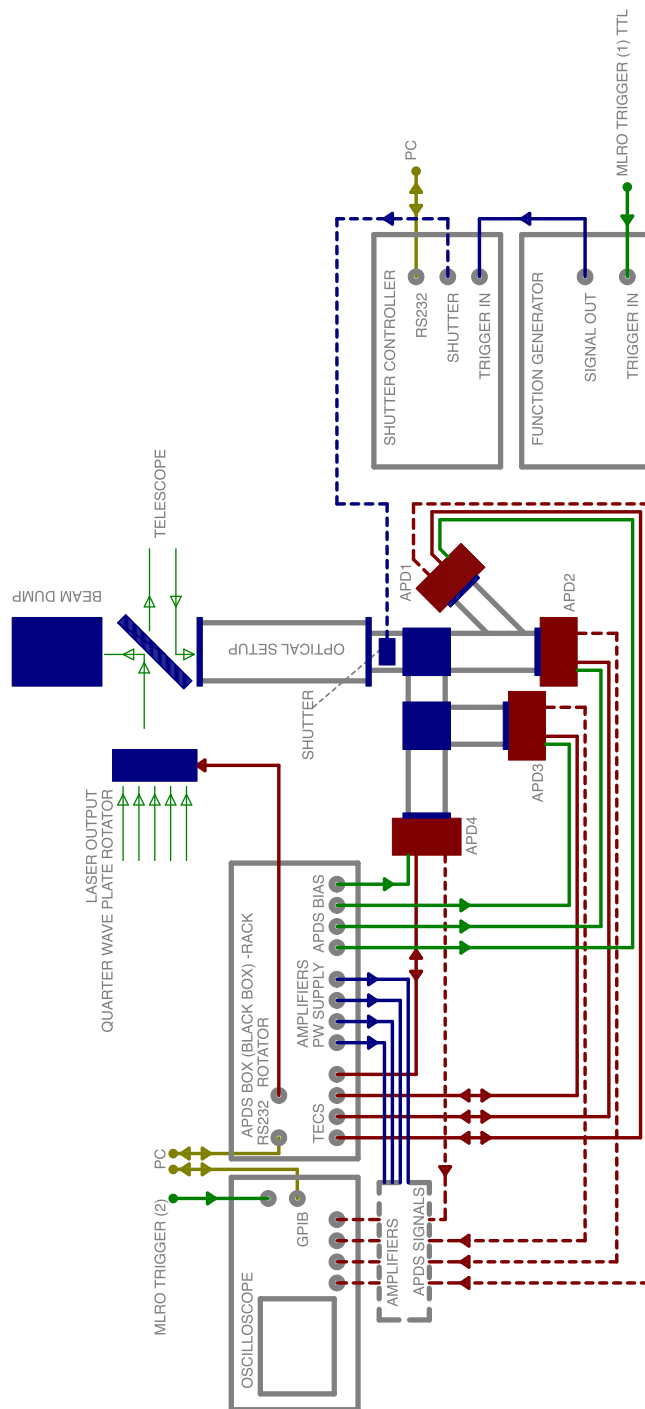 BEAM DUMP
TELESCOPE
LASER OUTPUT
QUARTER WAVE PLATE ROTATOR
OPTICAL SETUP
SHUTTER
PC
SHUTTER CONTROLLER
RS232
SHUTTER
TRIGGER IN
MLRO TRIGGER (1) TTL
FUNCTION GENERATOR
SIGNAL OUT
TRIGGER IN
APD1
APD2
APD3
APD4
APDS BOX (BLACK BOX) -RACK
RS232
ROTATOR
AMPLIFIERS
PW SUPPLY
APDS BIAS
TECS
PC
MLRO TRIGGER (2)
OSCILLOSCOPE
GPIB
AMPLIFIERS
APDS SIGNALS